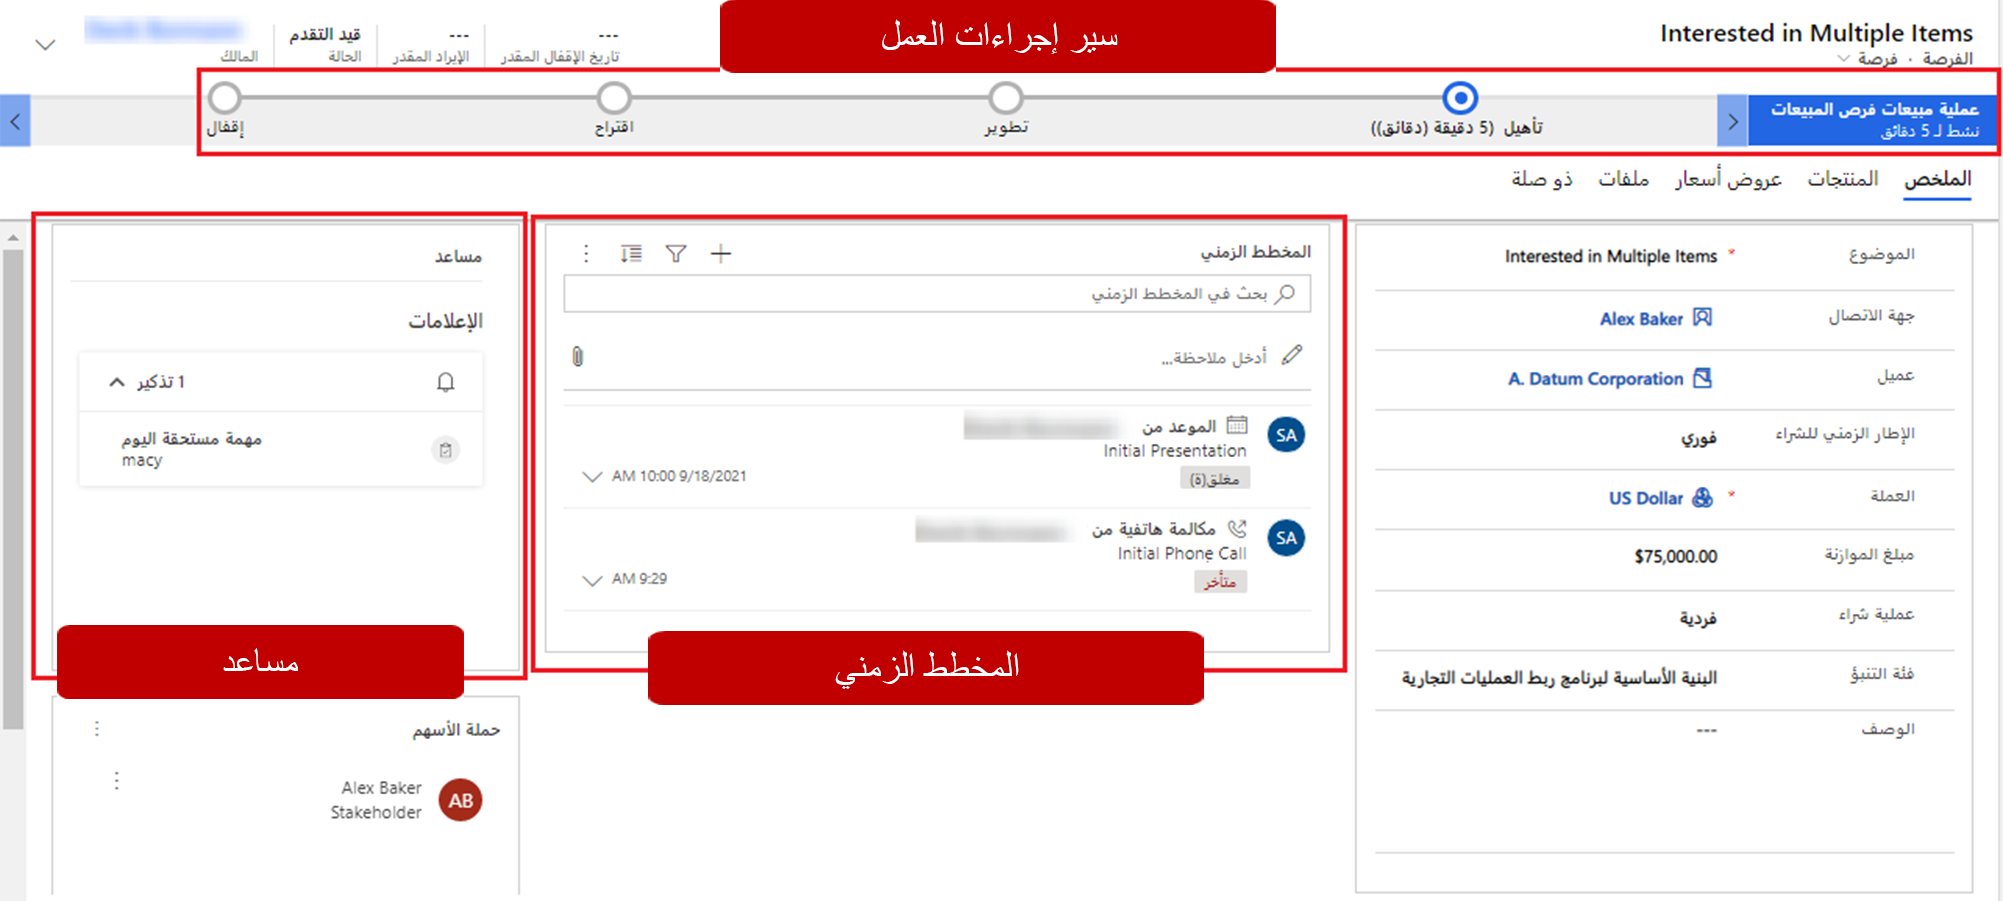 سير إجراءات العمل
Interested in Multiple Items
الفرصة · فرصة
---
تاريخ الإقفال المقدر
---
الإيراد المقدر
قيد التقدم
الحالة
المالك
عملية مبيعات فرص المبيعات
نشط لـ 5 دقائق
تأهيل (5 دقيقة (دقائق))
تطوير
اقتراح
إقفال
الملخص
المنتجات
عروض أسعار
ملفات
ذو صلة
الموضوع
* Interested in Multiple Items
جهة الاتصال
Alex Baker
عميل
A. Datum Corporation
الإطار الزمني للشراء
فوري
العملة
* US Dollar
مبلغ الموازنة
$75,000.00
عملية شراء
فردية
فئة التنبؤ
البنية الأساسية لبرنامج ربط العمليات التجارية
الوصف
---
المخطط الزمني
بحث في المخطط الزمني
أدخل ملاحظة...
SA
الموعد من
Initial Presentation
مغلق(ة)
AM 10:00 9/18/2021
SA
مكالمة هاتفية من
Initial Phone Call
متأخر
AM 9:29
المخطط الزمني
مساعد
الإعلامات
1 تذكير
مهمة مستحقة اليوم
macy
مساعد
حملة الأسهم
AB
Alex Baker
Stakeholder